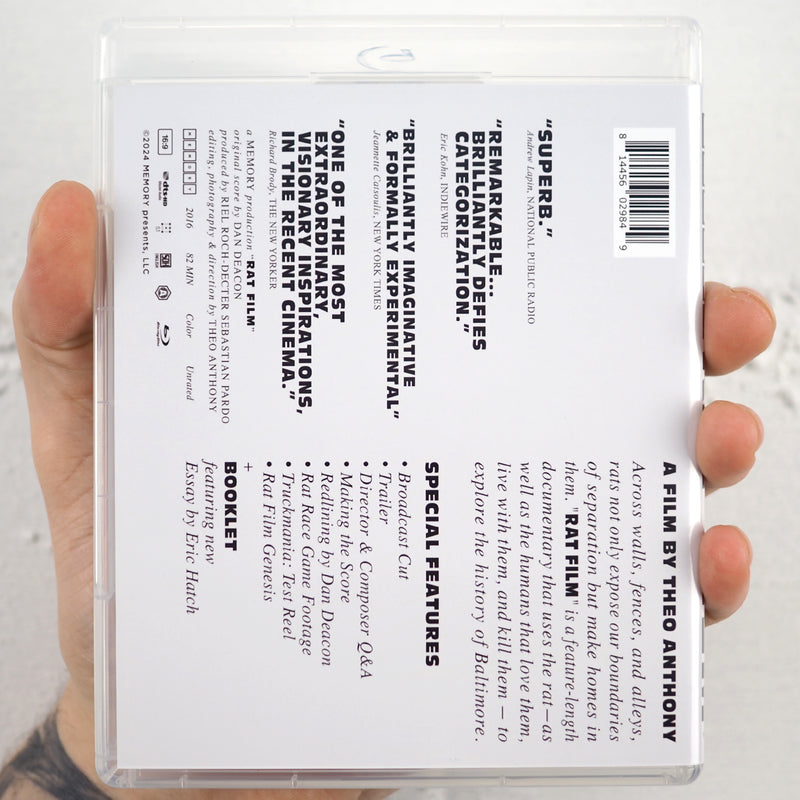 8 14456 02984 9
"SUPERB."
Andrew Lapin, NATIONAL PUBLIC RADIO
"REMARKABLE...
BRILLIANTLY DEFIES
CATEGORIZATION."
Eric Kohn, INDIEWIRE
"BRILLIANTLY IMAGINATIVE
& FORMALLY EXPERIMENTAL"
Jeannette Catsoulis, NEW YORK TIMES
"ONE OF THE MOST
EXTRAORDINARY,
VISIONARY INSPIRATIONS,
IN THE RECENT CINEMA."
Richard Brody, THE NEW YORKER
a MEMORY production "RAT FILM"
original score by DAN DEACON
produced by RIEL ROCH-DECTER SEBASTIAN PARDO
editing, photography & direction by THEO ANTHONY
2016 82 MIN Color Unrated
16:9 dts-HD
©2024 MEMORY presents, LLC
A FILM BY THEO ANTHONY
Across walls, fences, and alleys,
rats not only expose our boundaries
of separation but make homes in
them. "RAT FILM" is a feature-length
documentary that uses the rat—as
well as the humans that love them,
live with them, and kill them — to
explore the history of Baltimore.
SPECIAL FEATURES
• Broadcast Cut
• Trailer
• Director & Composer Q&A
• Making the Score
• Redlining by Dan Deacon
• Rat Race Game Footage
• Truckmania: Test Reel
• Rat Film Genesis
+
BOOKLET
featuring new
Essay by Eric Hatch